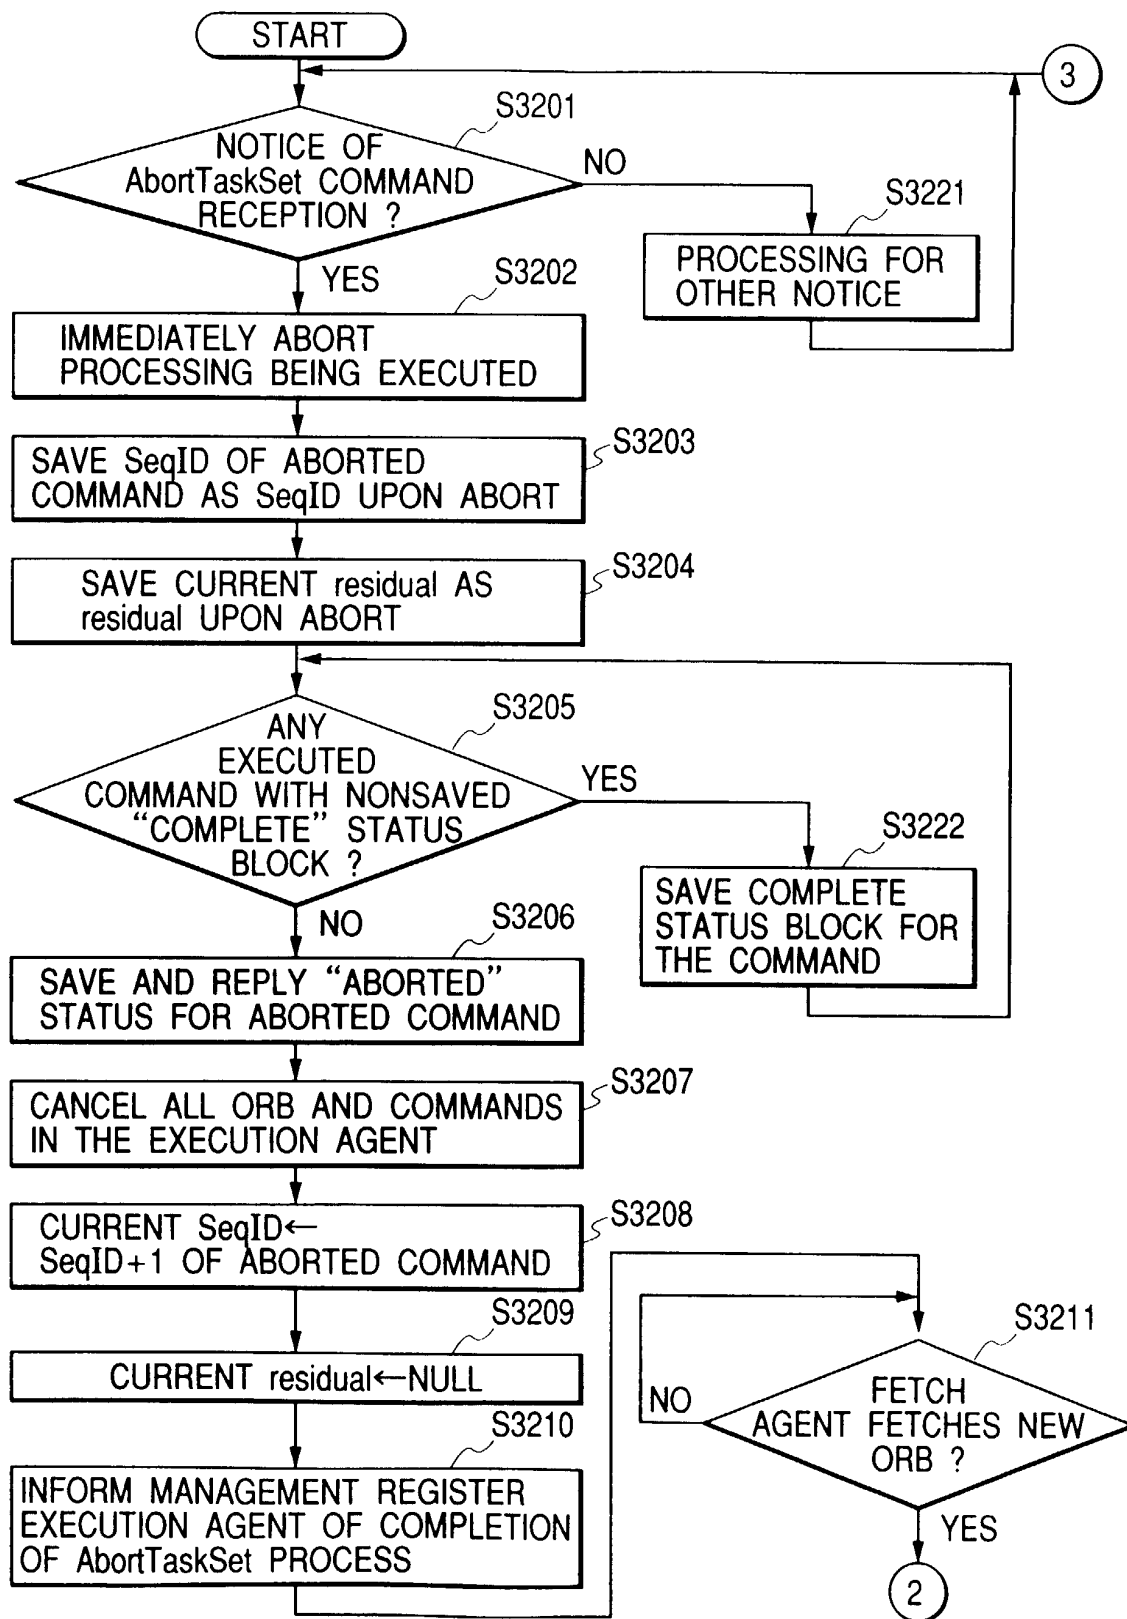 START
3
S3201
NOTICE OF
AbortTaskSet COMMAND
RECEPTION ?
NO
S3221
PROCESSING FOR
OTHER NOTICE
YES
S3202
IMMEDIATELY ABORT
PROCESSING BEING EXECUTED
S3203
SAVE SeqID OF ABORTED
COMMAND AS SeqID UPON ABORT
S3204
SAVE CURRENT residual AS
residual UPON ABORT
S3205
ANY
EXECUTED
COMMAND WITH NONSAVED
“COMPLETE” STATUS
BLOCK ?
YES
S3222
SAVE COMPLETE
STATUS BLOCK FOR
THE COMMAND
NO
S3206
SAVE AND REPLY “ABORTED”
STATUS FOR ABORTED COMMAND
S3207
CANCEL ALL ORB AND COMMANDS
IN THE EXECUTION AGENT
S3208
CURRENT SeqID←
SeqID+1 OF ABORTED COMMAND
S3209
CURRENT residual←NULL
S3210
INFORM MANAGEMENT REGISTER
EXECUTION AGENT OF COMPLETION
OF AbortTaskSet PROCESS
S3211
FETCH
AGENT FETCHES NEW
ORB ?
NO
YES
2